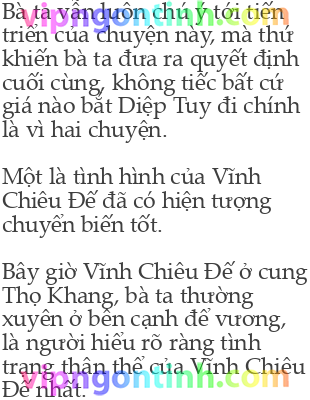 Bà ta vẫn luôn chú ý tới tiến
triển của chuyện này, mà thứ
khiến bà ta đưa ra quyết định
cuối cùng, không tiếc bất cứ
giá nào bắt Diệp Tuy đi chính
là vì hai chuyện.
Một là tình hình của Vĩnh
Chiêu Đế đã có hiện tượng
chuyển biến tốt.
Bây giờ Vĩnh Chiêu Đế ở cung
Thọ Khang, bà ta thường
xuyên ở bên cạnh để vương,
là người hiểu rõ ràng tình
trạng thân thể của Vĩnh Chiêu
Đế nhất.
vipngontinh.com
vipngontinh.com